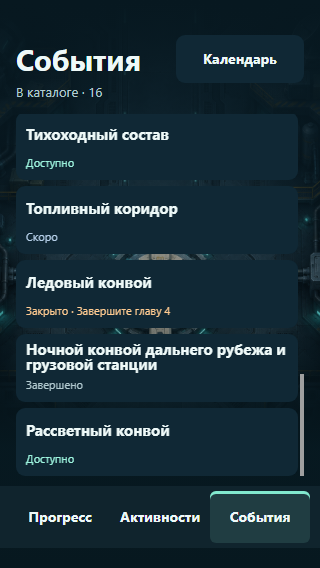 События
Календарь
В каталоге · 16
Тихоходный состав
Доступно
Топливный коридор
Скоро
Ледовый конвой
Закрыто · Завершите главу 4
Ночной конвой дальнего рубежа и
грузовой станции
Завершено
Рассветный конвой
Доступно
Прогресс
Активности
События